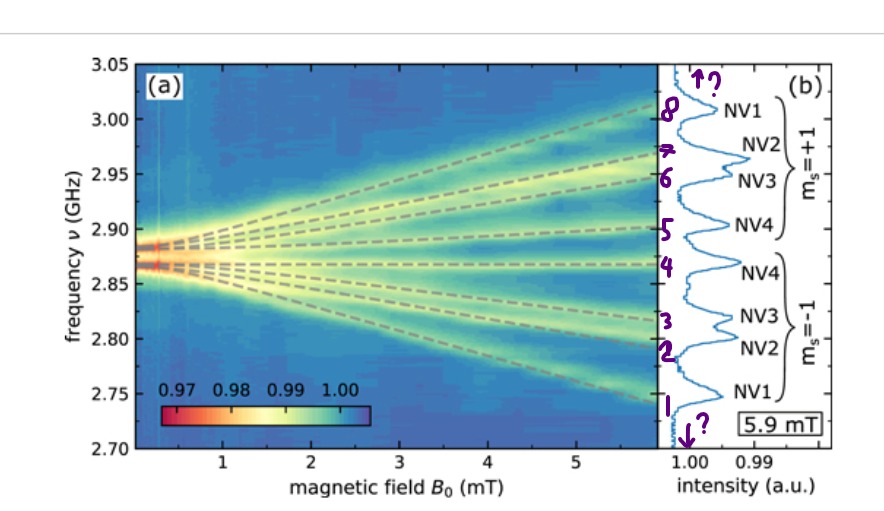 (a)
(b)
3.05
3.00
2.95
2.90
2.85
2.80
2.75
2.70
frequency ν (GHz)
0.97 0.98 0.99 1.00
1 2 3 4 5
magnetic field B₀ (mT)
8
7
6
5
4
3
2
1
↑?
NV1
NV2
NV3
NV4
mₛ=+1
NV4
NV3
NV2
NV1
mₛ=-1
↓?
5.9 mT
1.00 0.99
intensity (a.u.)